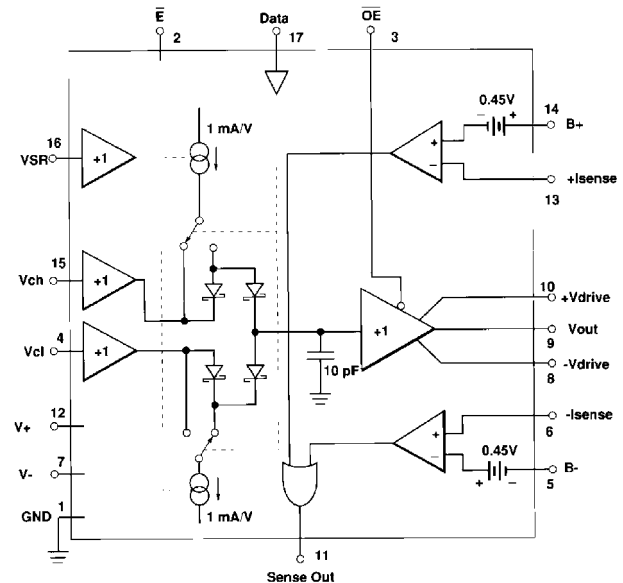 E Data OE
2 17 3
1 mA/V
0.45V
14
B+
− +
+
−
+Isense
13
16
VSR
+1
15
Vch
+1
4
Vcl
+1
10
+Vdrive
Vout
9
-Vdrive
8
+1
10 pF
12
V+
7
V-
1
GND
-Isense
6
+
−
0.45V
+ −
B-
5
1 mA/V
11
Sense Out